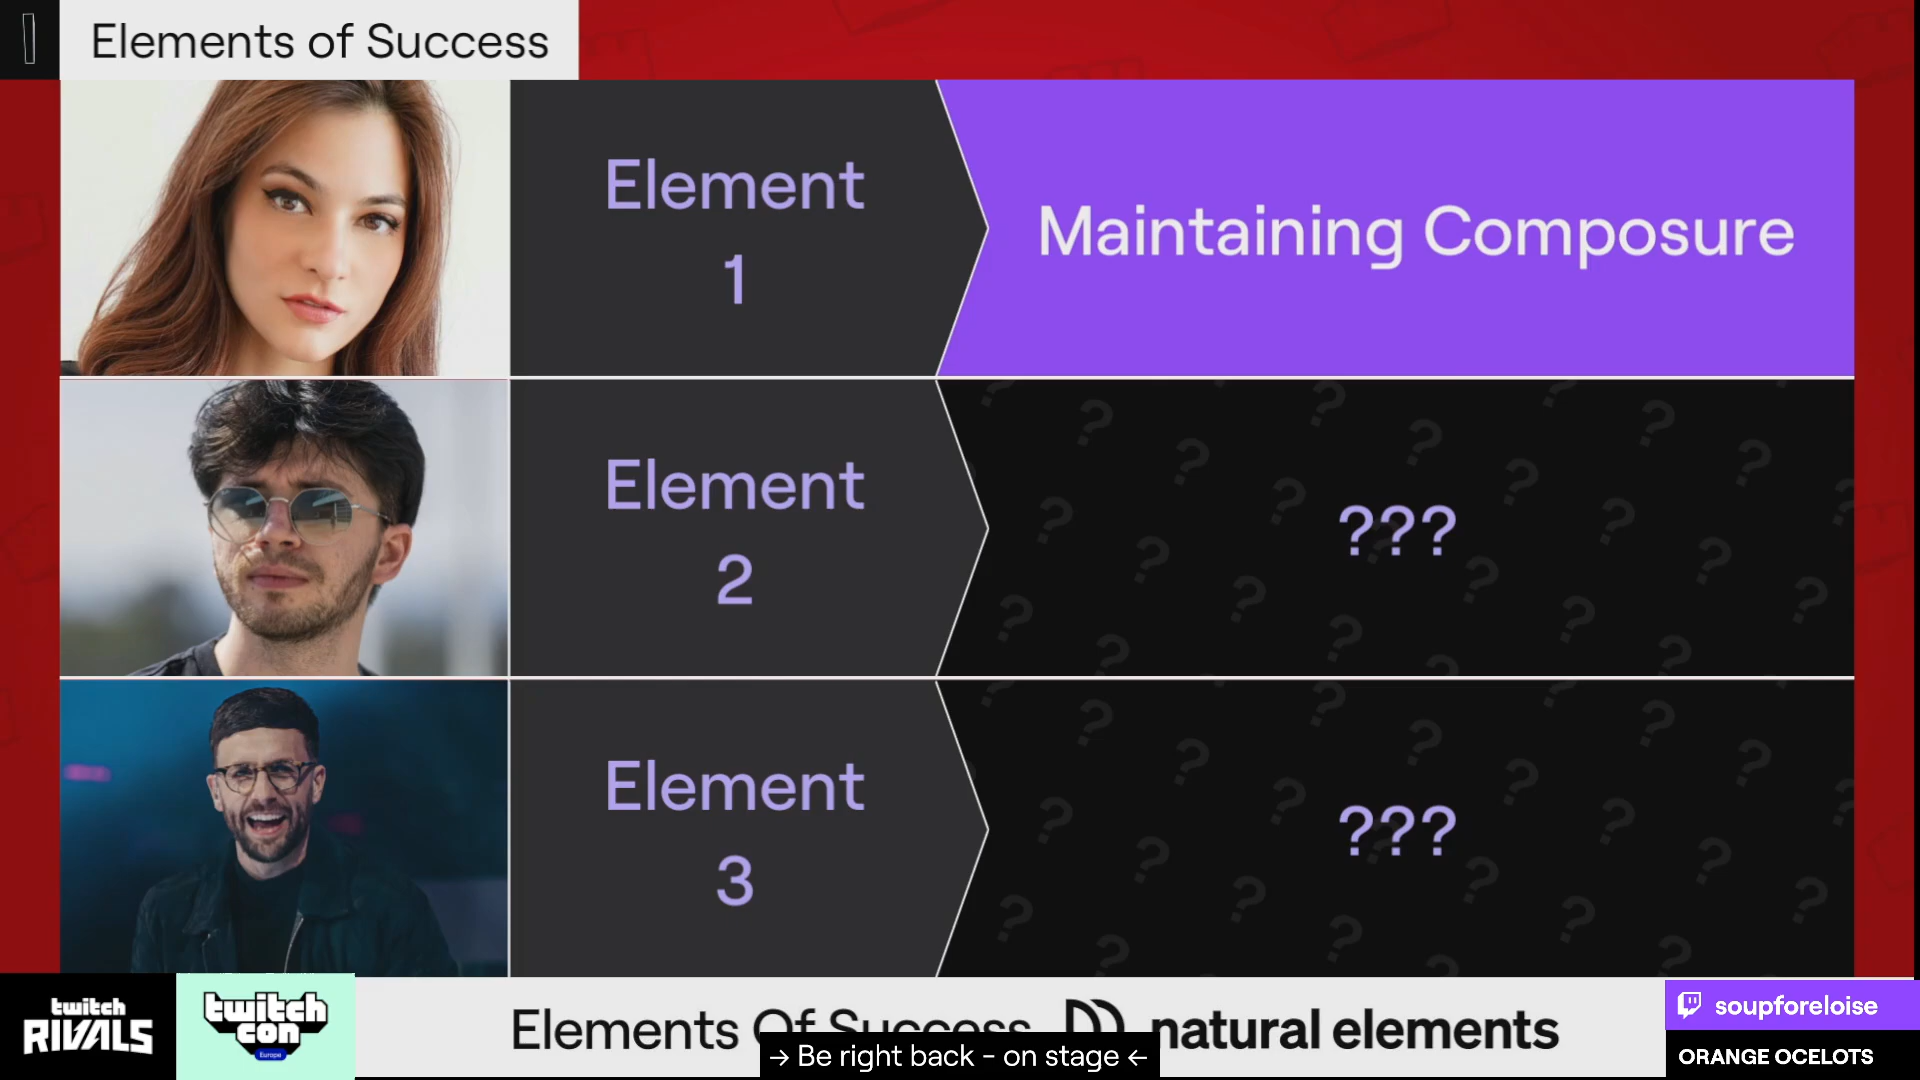 Elements of Success
Element
1
Maintaining Composure
Element
2
???
Element
3
???
twitch
RIVALS
twitch
con
Europe
Elements Of Success
natural elements
→ Be right back - on stage ←
soupforeloise
ORANGE OCELOTS